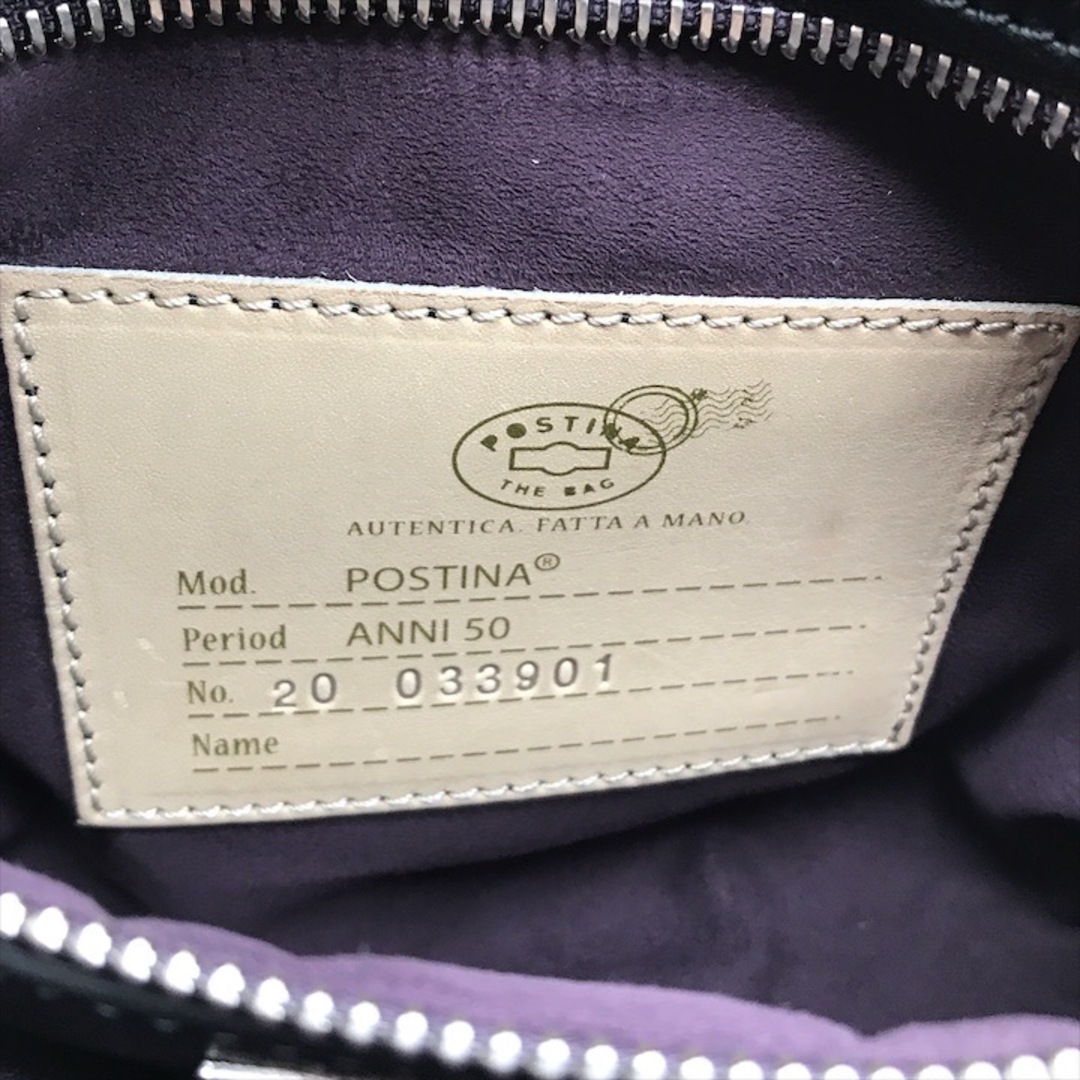 POSTINA
THE BAG
AUTENTICA. FATTA A MANO.
Mod. POSTINA®
Period ANNI 50
No. 20 033901
Name